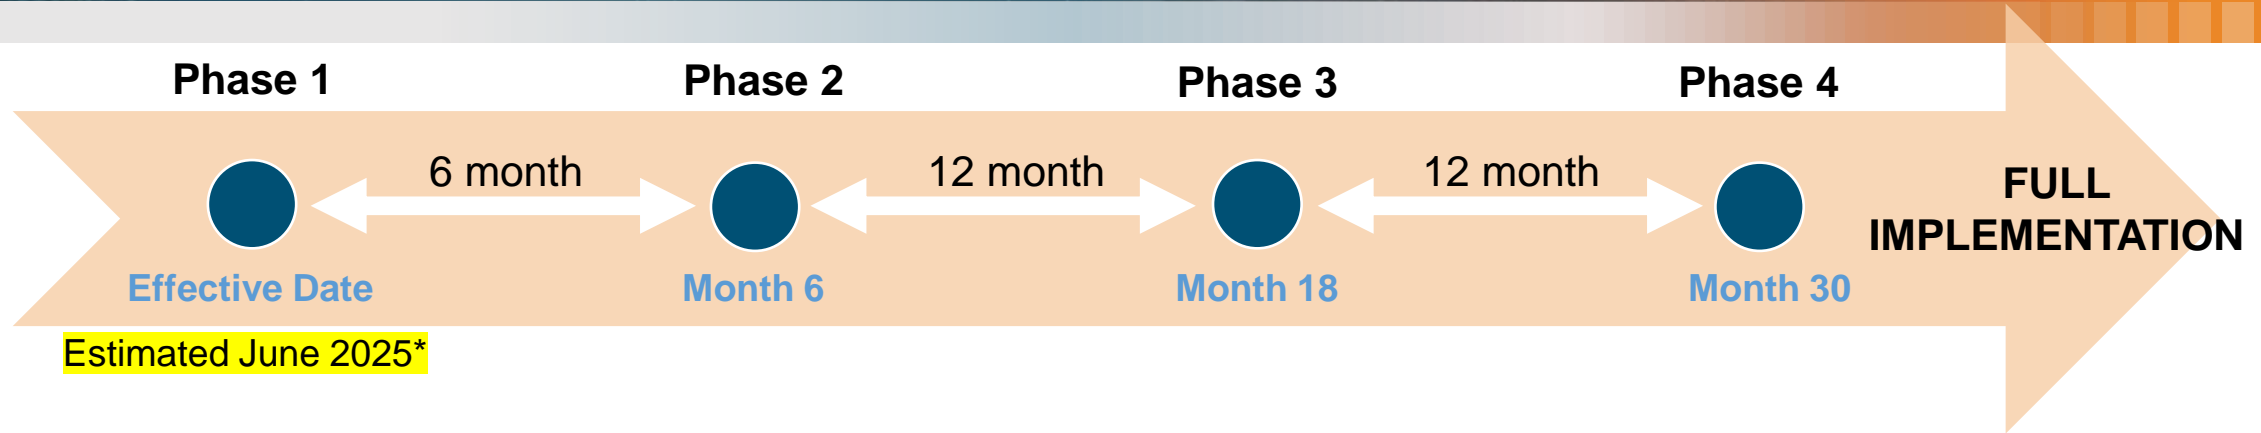 Phase 1
Phase 2
Phase 3
Phase 4
6 month
12 month
12 month
FULL
IMPLEMENTATION
Effective Date
Month 6
Month 18
Month 30
Estimated June 2025*